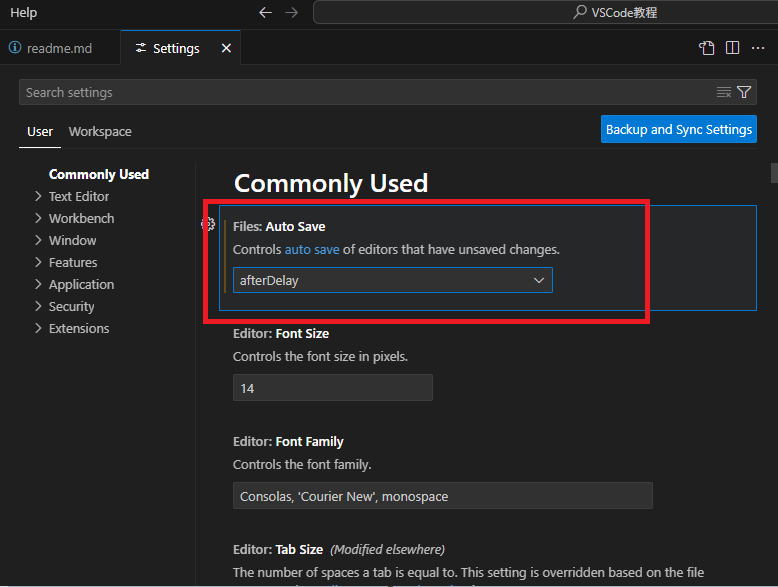 Help
VSCode教程
readme.md
Settings
Search settings
User
Workspace
Backup and Sync Settings
Commonly Used
Text Editor
Workbench
Window
Features
Application
Security
Extensions
Commonly Used
Files: Auto Save
Controls auto save of editors that have unsaved changes.
afterDelay
Editor: Font Size
Controls the font size in pixels.
14
Editor: Font Family
Controls the font family.
Consolas, 'Courier New', monospace
Editor: Tab Size (Modified elsewhere)
The number of spaces a tab is equal to. This setting is overridden based on the file